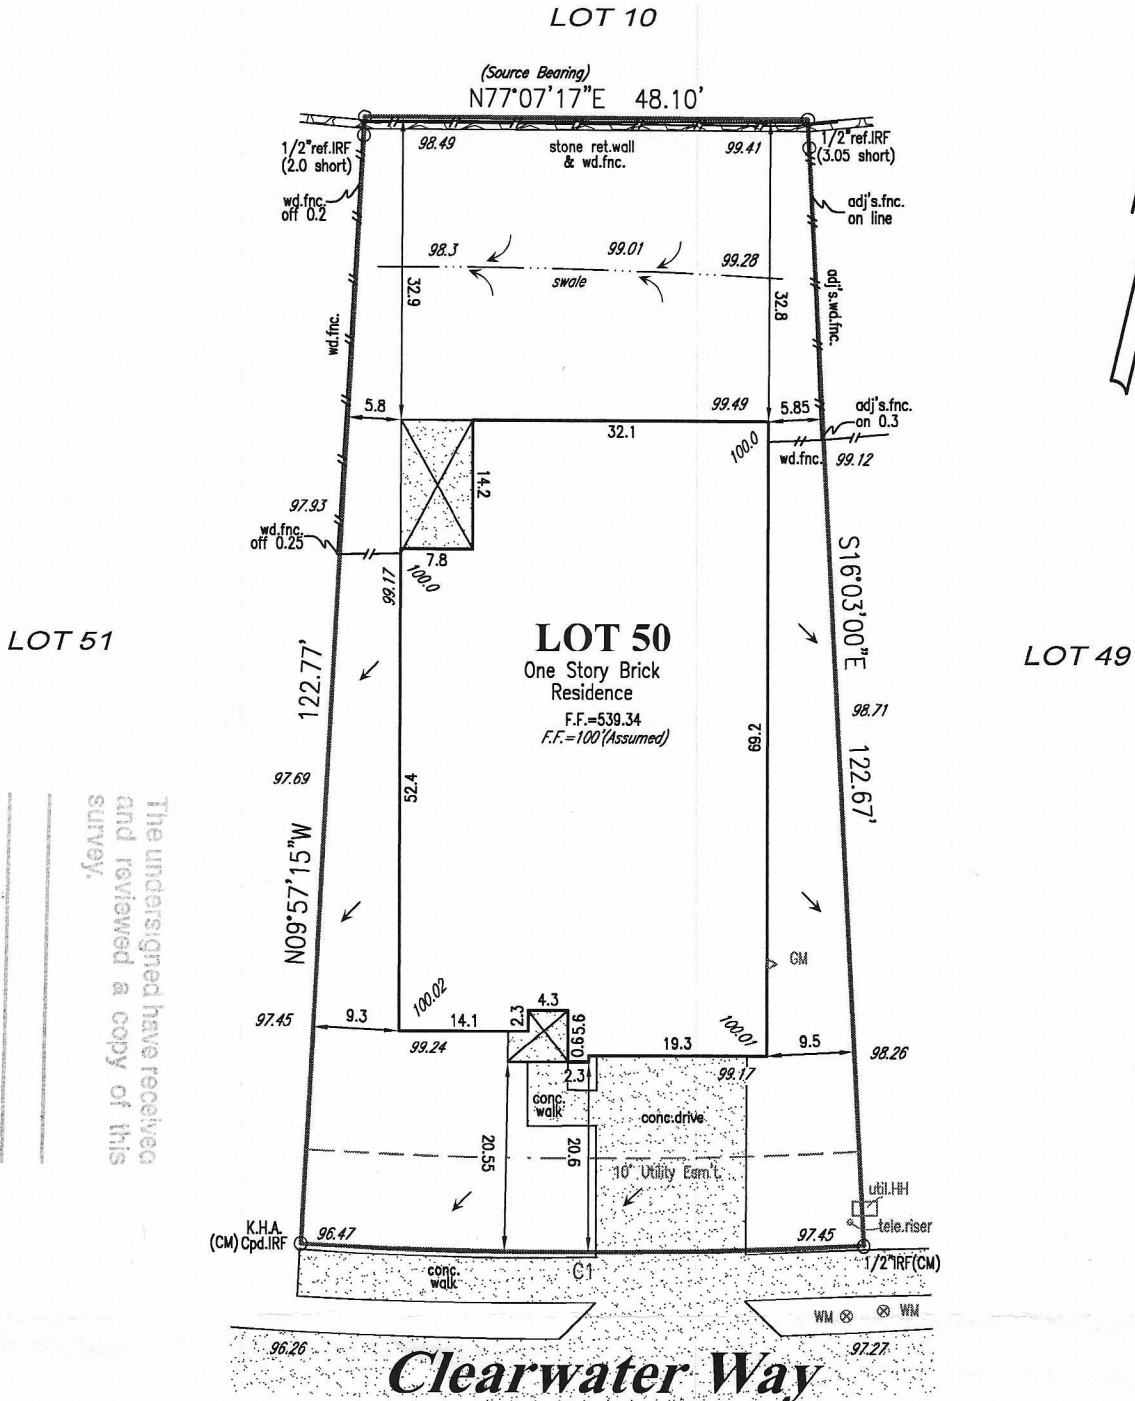 LOT 10
(Source Bearing)
N77°07'17"E 48.10'
1/2"ref.IRF
(2.0 short)
98.49
stone ret.wall
& wd.fnc.
99.41
1/2"ref.IRF
(3.05 short)
wd.fnc.
off 0.2
adj's.fnc.
on line
98.3
99.01
99.28
swale
32.9
32.8
adj's.wd.fnc.
wd.fnc.
5.8
99.49
5.85
adj's.fnc.
on 0.3
32.1
100.0
wd.fnc.
99.12
14.2
97.93
wd.fnc.
off 0.25
7.8
99.17
100.0
S16°03'00"E 122.67'
LOT 51
LOT 50
One Story Brick
Residence
F.F.=539.34
F.F.=100'(Assumed)
LOT 49
122.77'
98.71
69.2
52.4
97.69
The undersigned have received
and reviewed a copy of this
survey.
N09°57'15"W
GM
100.02
4.3
2.3
5.6
0.6
97.45
9.3
14.1
99.24
100.01
19.3
9.5
98.26
2.3
99.17
conc.
walk
conc.drive
20.55
20.6
10' Utility Esm't.
util.HH
tele.riser
K.H.A.
(CM) Cpd.IRF
96.47
97.45
1/2"IRF(CM)
conc.
walk
C1
WM
WM
96.26
97.27
Clearwater Way